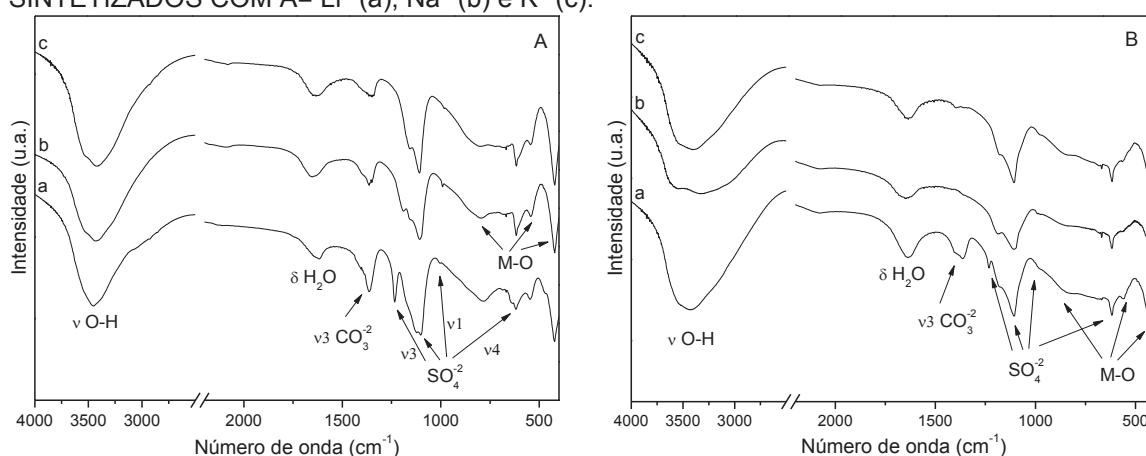 SINTETIZADOS COM A= Li⁺ (a), Na⁺ (b) e K⁺ (c).
A
c
b
a
Intensidade (u.a.)
ν O-H
δ H₂O
ν3 CO₃⁻²
ν3
ν1
ν4
SO₄⁻²
M-O
4000 3500 3000 2000 1500 1000 500
Número de onda (cm⁻¹)
B
c
b
a
Intensidade (u.a.)
ν O-H
δ H₂O
ν3 CO₃⁻²
SO₄⁻²
M-O
4000 3500 3000 2000 1500 1000 500
Número de onda (cm⁻¹)